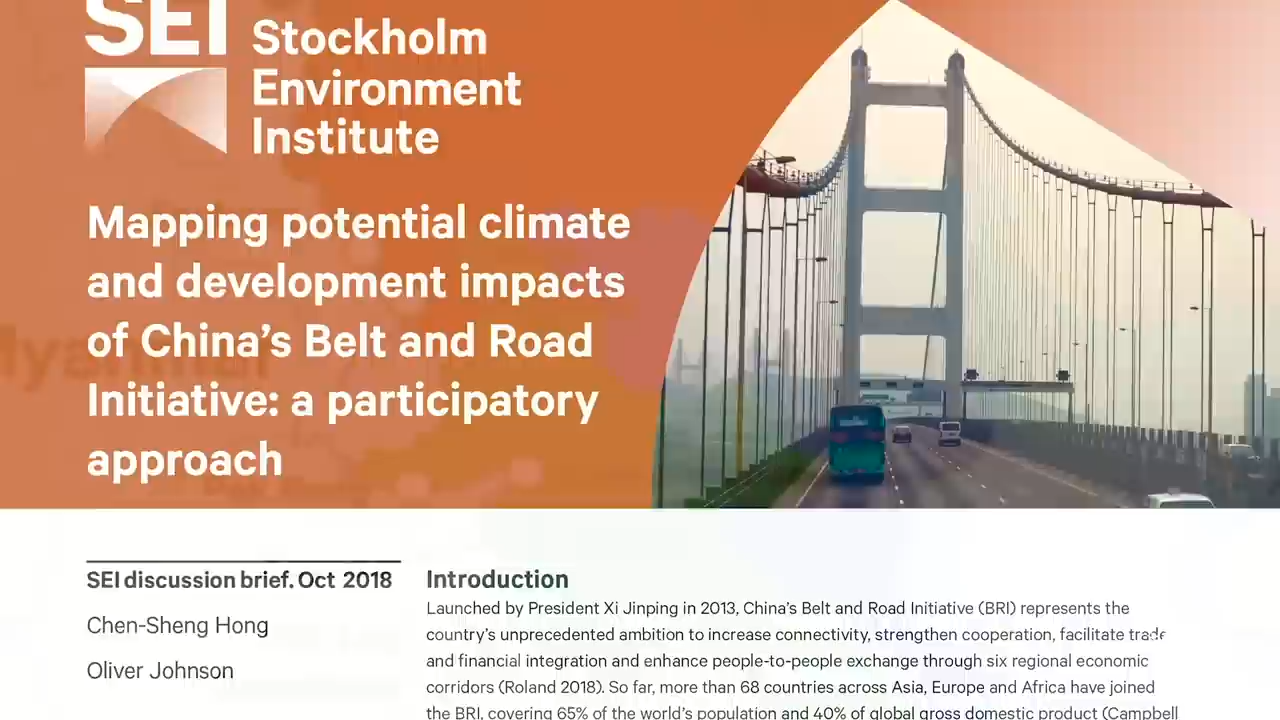 SEI
Stockholm
Environment
Institute
Mapping potential climate
and development impacts
of China's Belt and Road
Initiative: a participatory
approach
SEI discussion brief. Oct 2018
Chen-Sheng Hong
Oliver Johnson
Introduction
Launched by President Xi Jinping in 2013, China's Belt and Road Initiative (BRI) represents the
country's unprecedented ambition to increase connectivity, strengthen cooperation, facilitate trade
and financial integration and enhance people-to-people exchange through six regional economic
corridors (Roland 2018). So far, more than 68 countries across Asia, Europe and Africa have joined
the BRI, covering 65% of the world's population and 40% of global gross domestic product (Campbell